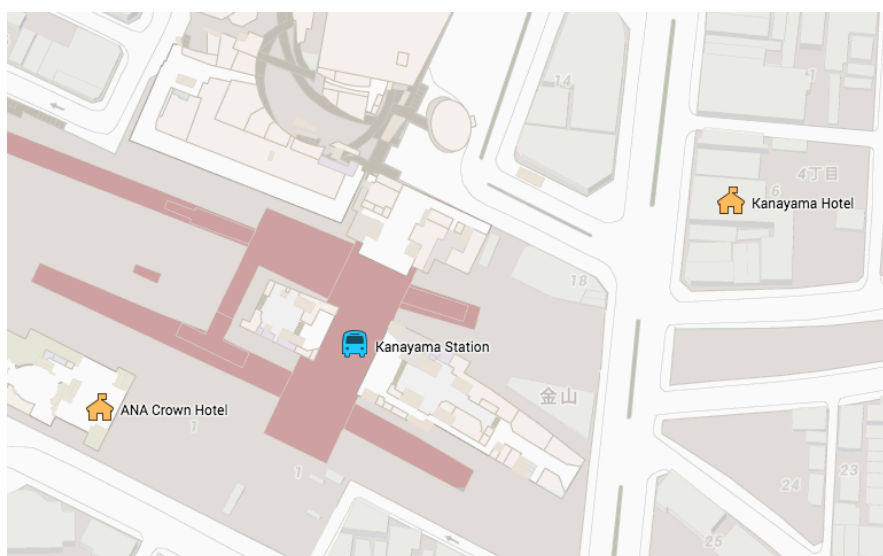 14
1
4丁目
6
Kanayama Hotel
18
Kanayama Station
金山
ANA Crown Hotel
1
1
23
24
25